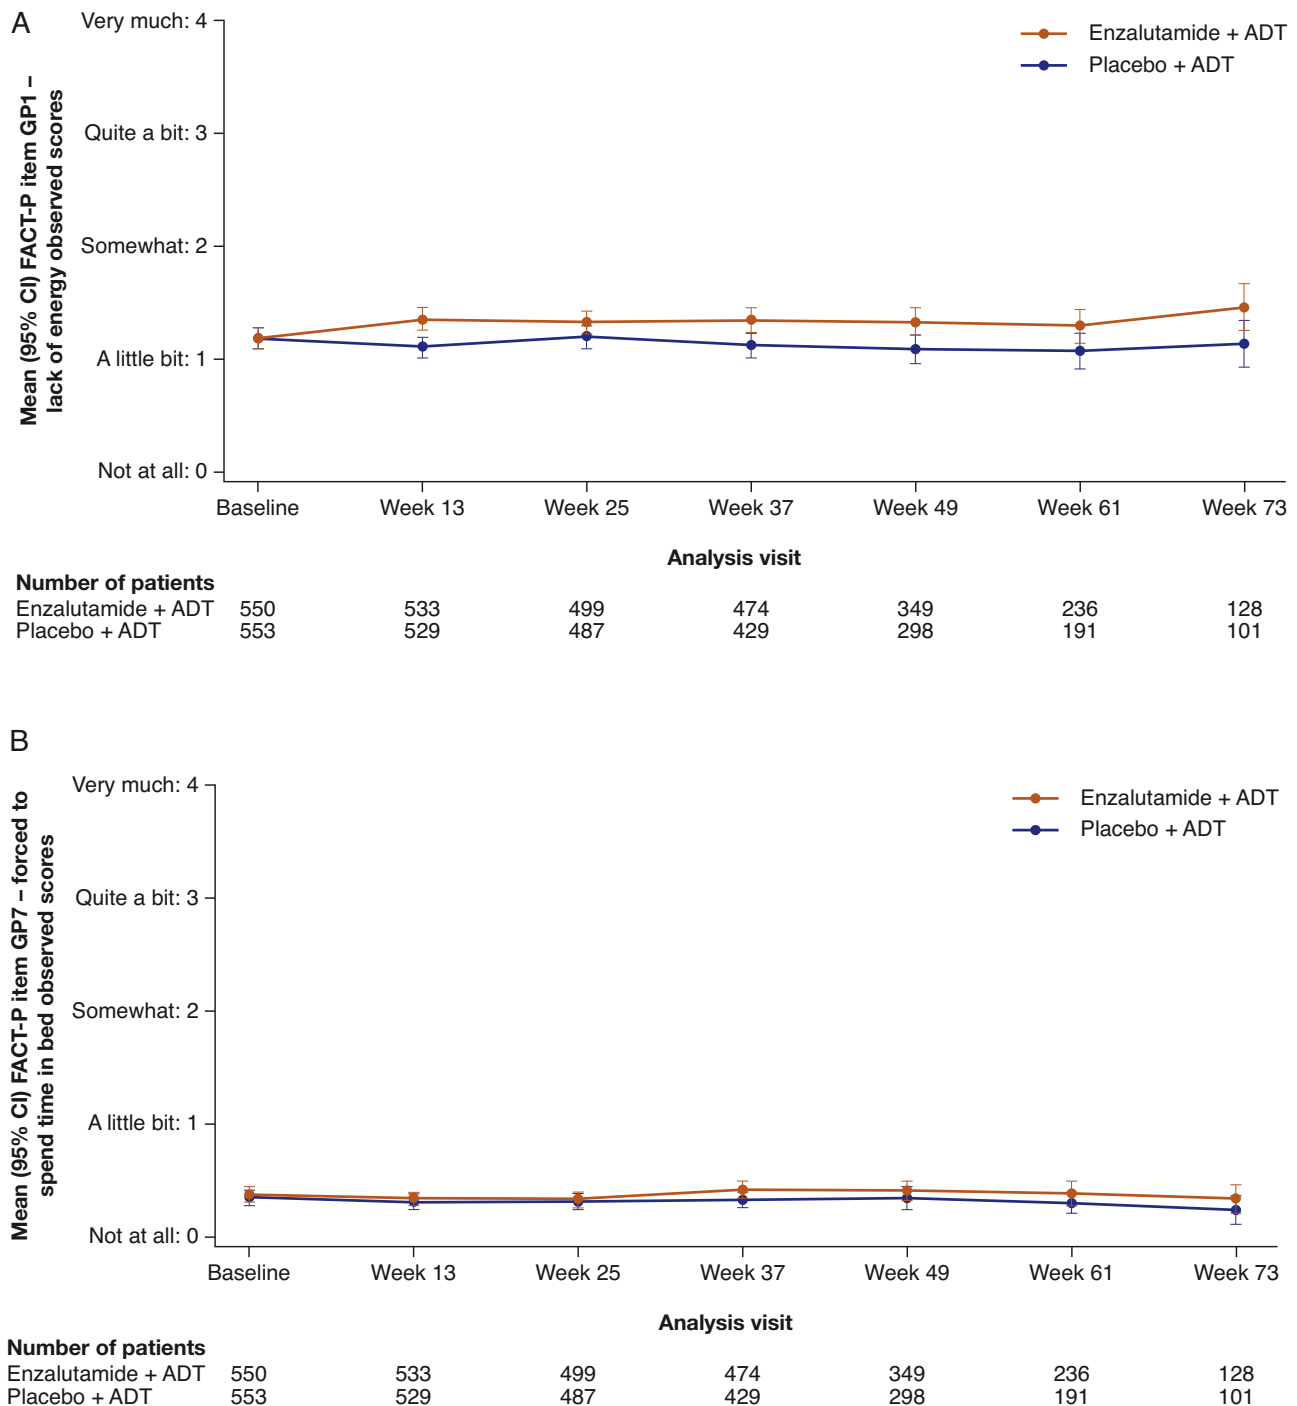 A
Very much: 4
Quite a bit: 3
Somewhat: 2
A little bit: 1
Not at all: 0
Mean (95% CI) FACT-P item GP1 –
lack of energy observed scores
Enzalutamide + ADT
Placebo + ADT
Baseline Week 13 Week 25 Week 37 Week 49 Week 61 Week 73
Analysis visit
Number of patients
Enzalutamide + ADT 550 533 499 474 349 236 128
Placebo + ADT 553 529 487 429 298 191 101
B
Very much: 4
Quite a bit: 3
Somewhat: 2
A little bit: 1
Not at all: 0
Mean (95% CI) FACT-P item GP7 – forced to
spend time in bed observed scores
Enzalutamide + ADT
Placebo + ADT
Baseline Week 13 Week 25 Week 37 Week 49 Week 61 Week 73
Analysis visit
Number of patients
Enzalutamide + ADT 550 533 499 474 349 236 128
Placebo + ADT 553 529 487 429 298 191 101